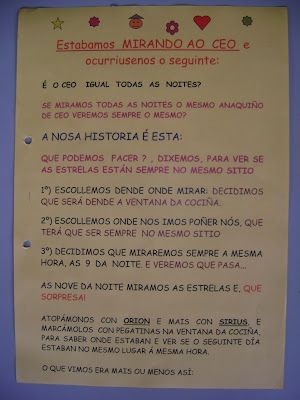 Estabamos MIRANDO AO CEO e
ocurriusenos o seguinte:
É O CEO IGUAL TODAS AS NOITES?
SE MIRAMOS TODAS AS NOITES O MESMO ANAQUIÑO
DE CEO VEREMOS SEMPRE O MESMO?
A NOSA HISTORIA É ESTA:
QUE PODEMOS FACER ? , DIXEMOS, PARA VER SE
AS ESTRELAS ESTÁN SEMPRE NO MESMO SITIO
1º) ESCOLLEMOS DENDE ONDE MIRAR: DECIDIMOS
QUE SERÁ DENDE A VENTANA DA COCIÑA.
2º) ESCOLLEMOS ONDE NOS IMOS POÑER NÓS, QUE
TERÁ QUE SER SEMPRE NO MESMO SITIO
3º) DECIDIMOS QUE MIRAREMOS SEMPRE A MESMA
HORA, AS 9 DA NOITE. E VEREMOS QUE PASA...
AS NOVE DA NOITE MIRAMOS AS ESTRELAS E, QUE
SORPRESA!
ATOPÁMONOS CON ORION E MAIS CON SIRIUS, E
MARCÁMOLOS CON PEGATINAS NA VENTANA DA COCIÑA,
PARA SABER ONDE ESTABAN E VER SE O SEGUINTE DÍA
ESTABAN NO MESMO LUGAR Á MESMA HORA.
O QUE VIMOS ERA MAIS OU MENOS ASÍ: